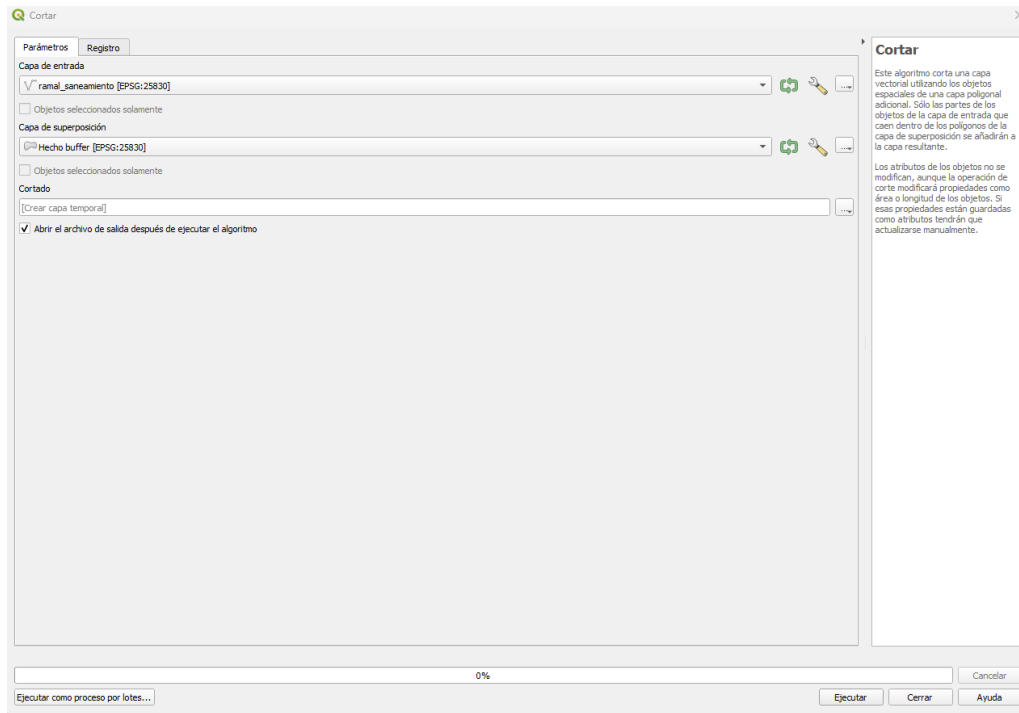 Cortar
Parámetros
Registro
Capa de entrada
ramal_saneamiento [EPSG:25830]
Objetos seleccionados solamente
Capa de superposición
Hecho buffer [EPSG:25830]
Objetos seleccionados solamente
Cortado
[Crear capa temporal]
Abrir el archivo de salida después de ejecutar el algoritmo
Cortar
Este algoritmo corta una capa
vectorial utilizando los objetos
espaciales de una capa poligonal
adicional. Sólo las partes de los
objetos de la capa de entrada que
caen dentro de los polígonos de la
capa de superposición se añadirán a
la capa resultante.
Los atributos de los objetos no se
modifican, aunque la operación de
corte modificará propiedades como
área o longitud de los objetos. Si
esas propiedades están guardadas
como atributos tendrán que
actualizarse manualmente.
0%
Cancelar
Ejecutar como proceso por lotes...
Ejecutar
Cerrar
Ayuda